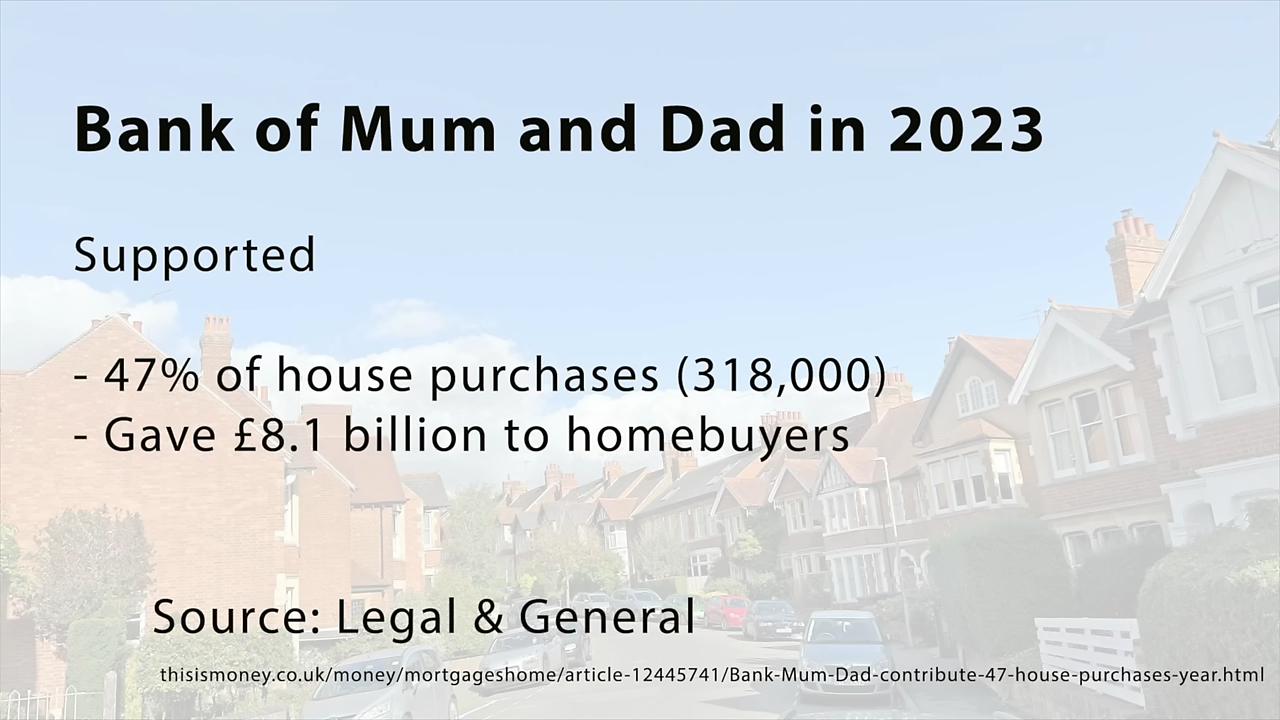 Bank of Mum and Dad in 2023
Supported
- 47% of house purchases (318,000)
- Gave £8.1 billion to homebuyers
Source: Legal & General
thisismoney.co.uk/money/mortgageshome/article-12445741/Bank-Mum-Dad-contribute-47-house-purchases-year.html